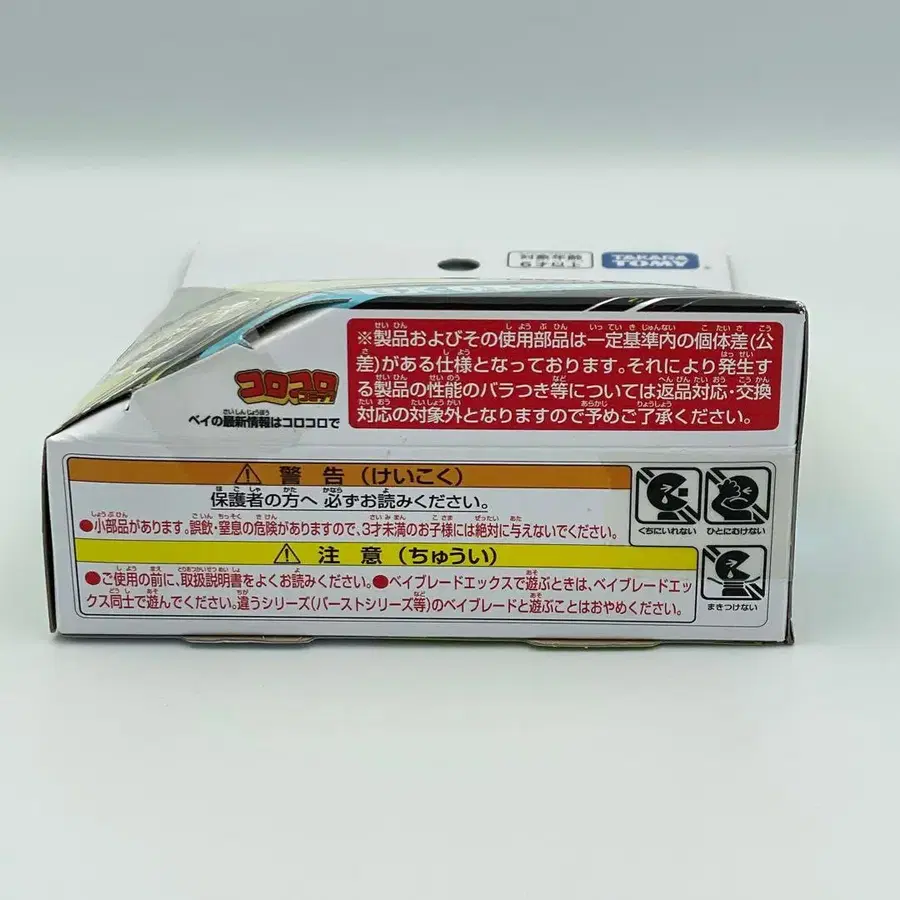 対象年齢
6才以上
TAKARA
TOMY
※製品およびその使用部品は一定基準内の個体差(公
差)がある仕様となっております。それにより発生す
る製品の性能のバラつき等については返品対応・交換
対応の対象外となりますので予めご了承ください。
コロコロ
ベイの最新情報はコロコロで
⚠ 警告(けいこく)
保護者の方へ 必ずお読みください。
●小部品があります。誤飲・窒息の危険がありますので、3才未満のお子様には絶対に与えないでください。
⚠ 注意(ちゅうい)
●ご使用の前に、取扱説明書をよくお読みください。●ベイブレードエックスで遊ぶときは、ベイブレードエッ
クス同士で遊んでください。違うシリーズ(バーストシリーズ等)のベイブレードと遊ぶことはおやめください。
くちにいれない
ひとにむけない
まきつけない